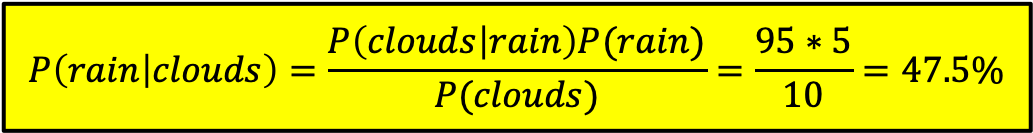 P(rain|clouds) = P(clouds|rain)P(rain) / P(clouds) = 95 * 5 / 10 = 47.5%